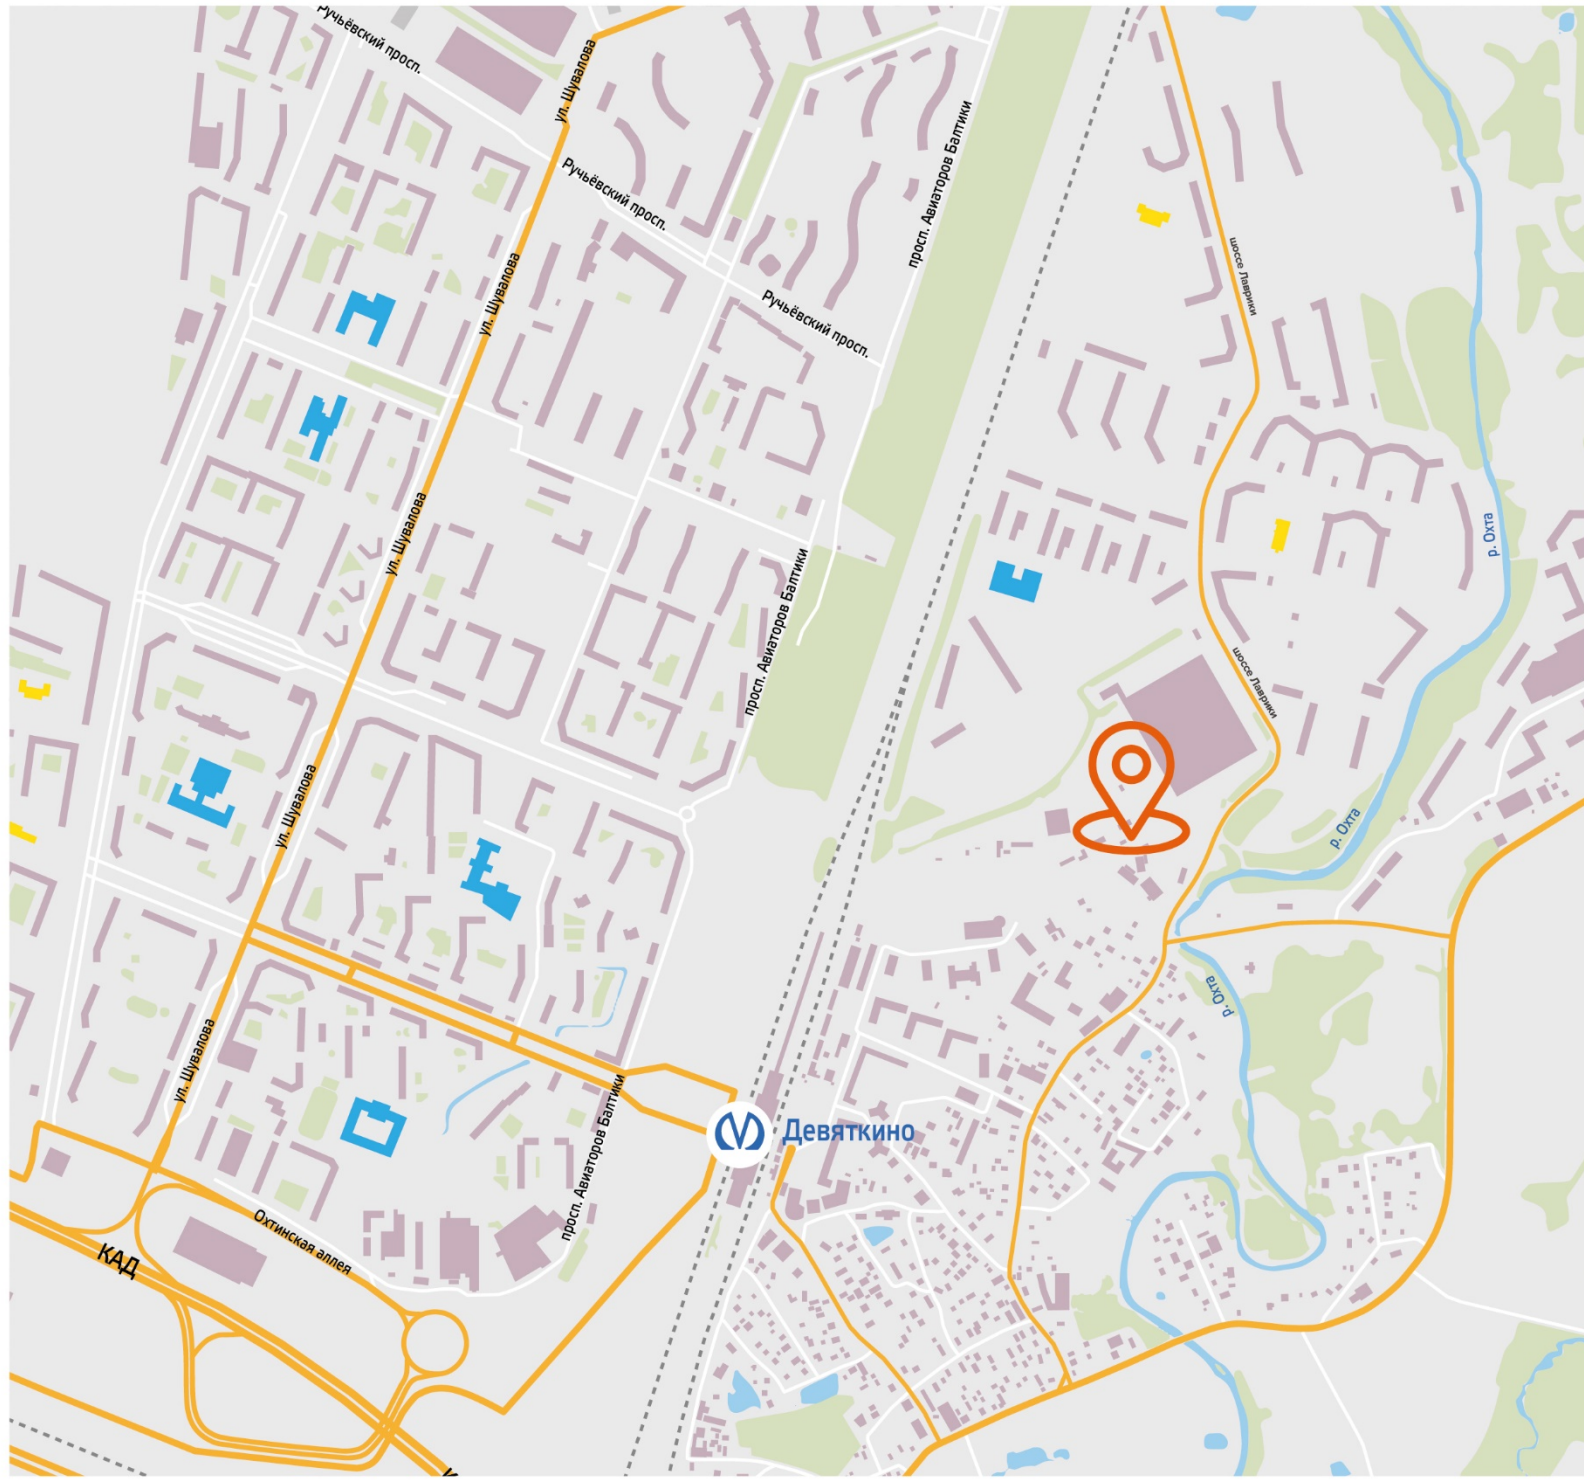 Ручьёвский просп.
ул. Шувалова
Ручьёвский просп.
просп. Авиаторов Балтики
ул. Шувалова
шоссе Лаврики
Ручьёвский просп.
ул. Шувалова
р. Охта
просп. Авиаторов Балтики
шоссе Лаврики
ул. Шувалова
р. Охта
р. Охта
ул. Шувалова
просп. Авиаторов Балтики
Девяткино
Охтинская аллея
КАД